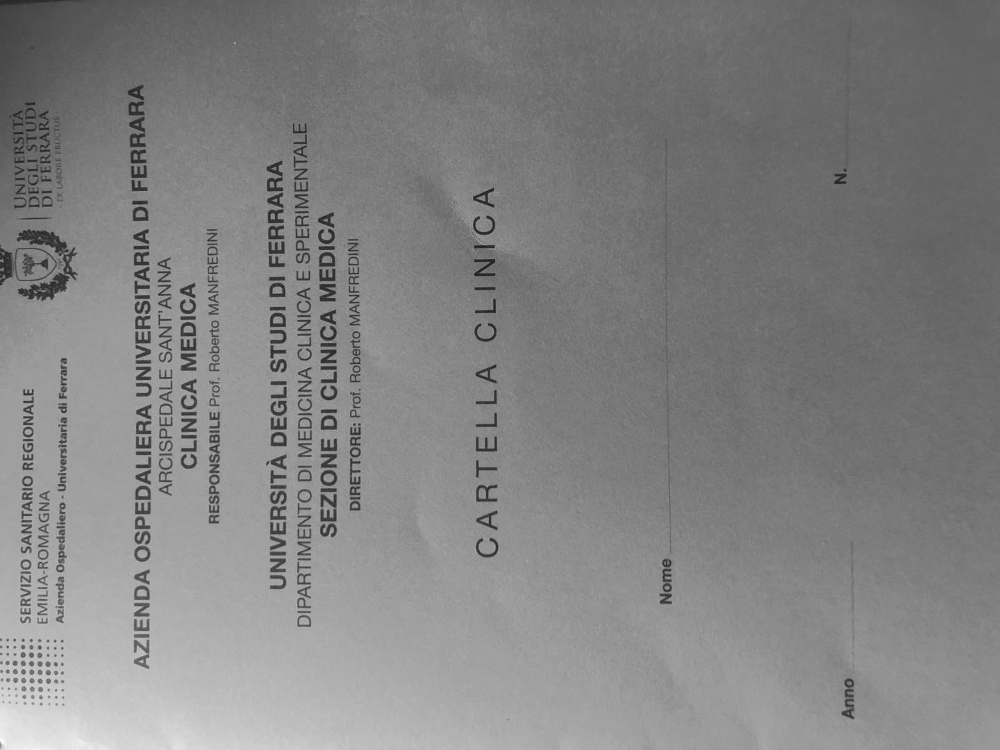 SERVIZIO SANITARIO REGIONALE
EMILIA-ROMAGNA
Azienda Ospedaliero - Universitaria di Ferrara
UNIVERSITÀ
DEGLI STUDI
DI FERRARA
- EX LABORE FRUCTUS -
AZIENDA OSPEDALIERA UNIVERSITARIA DI FERRARA
ARCISPEDALE SANT'ANNA
CLINICA MEDICA
RESPONSABILE Prof. Roberto MANFREDINI
UNIVERSITÀ DEGLI STUDI DI FERRARA
DIPARTIMENTO DI MEDICINA CLINICA E SPERIMENTALE
SEZIONE DI CLINICA MEDICA
DIRETTORE: Prof. Roberto MANFREDINI
CARTELLA CLINICA
Nome
Anno
N.